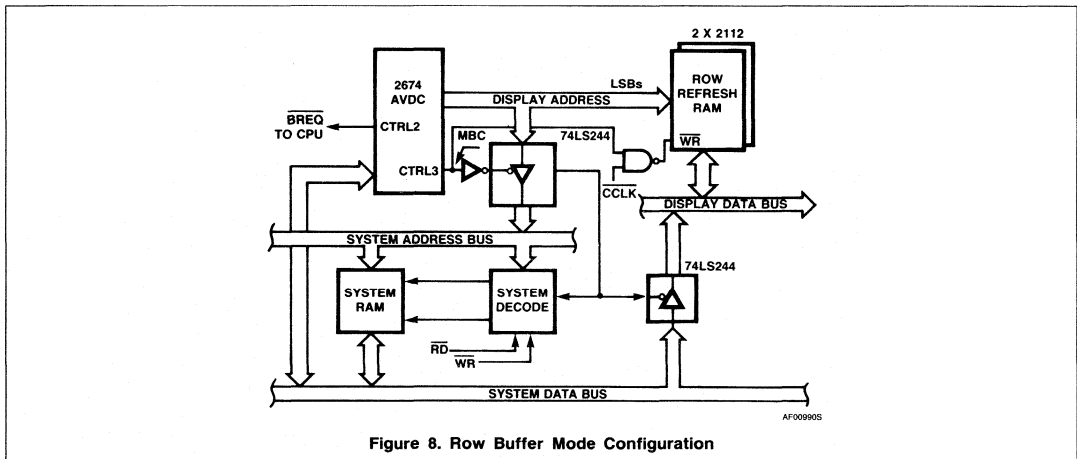 2 X 2112
2674
AVDC
LSBs
DISPLAY ADDRESS
ROW
REFRESH
RAM
BREQ
TO CPU
CTRL2
MBC
74LS244
WR
CTRL3
CCLK
DISPLAY DATA BUS
SYSTEM ADDRESS BUS
74LS244
SYSTEM
RAM
SYSTEM
DECODE
RD
WR
SYSTEM DATA BUS
AF00990S
Figure 8. Row Buffer Mode Configuration